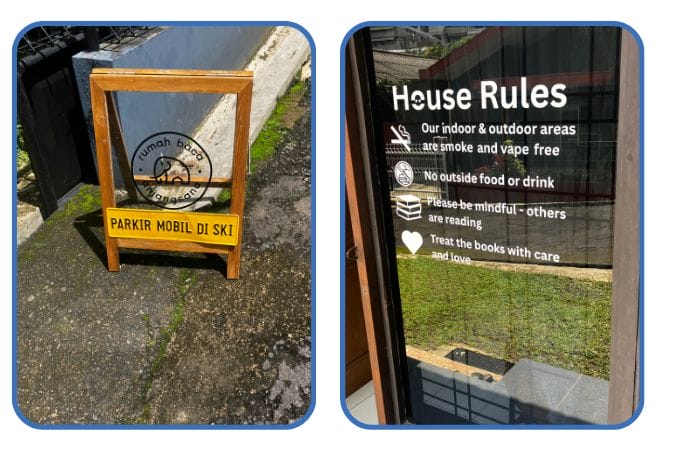 rumah baca
PARKIR MOBIL DI SKI
House Rules
Our indoor & outdoor areas
are smoke and vape free
No outside food or drink
Please be mindful - others
are reading
Treat the books with care
and love